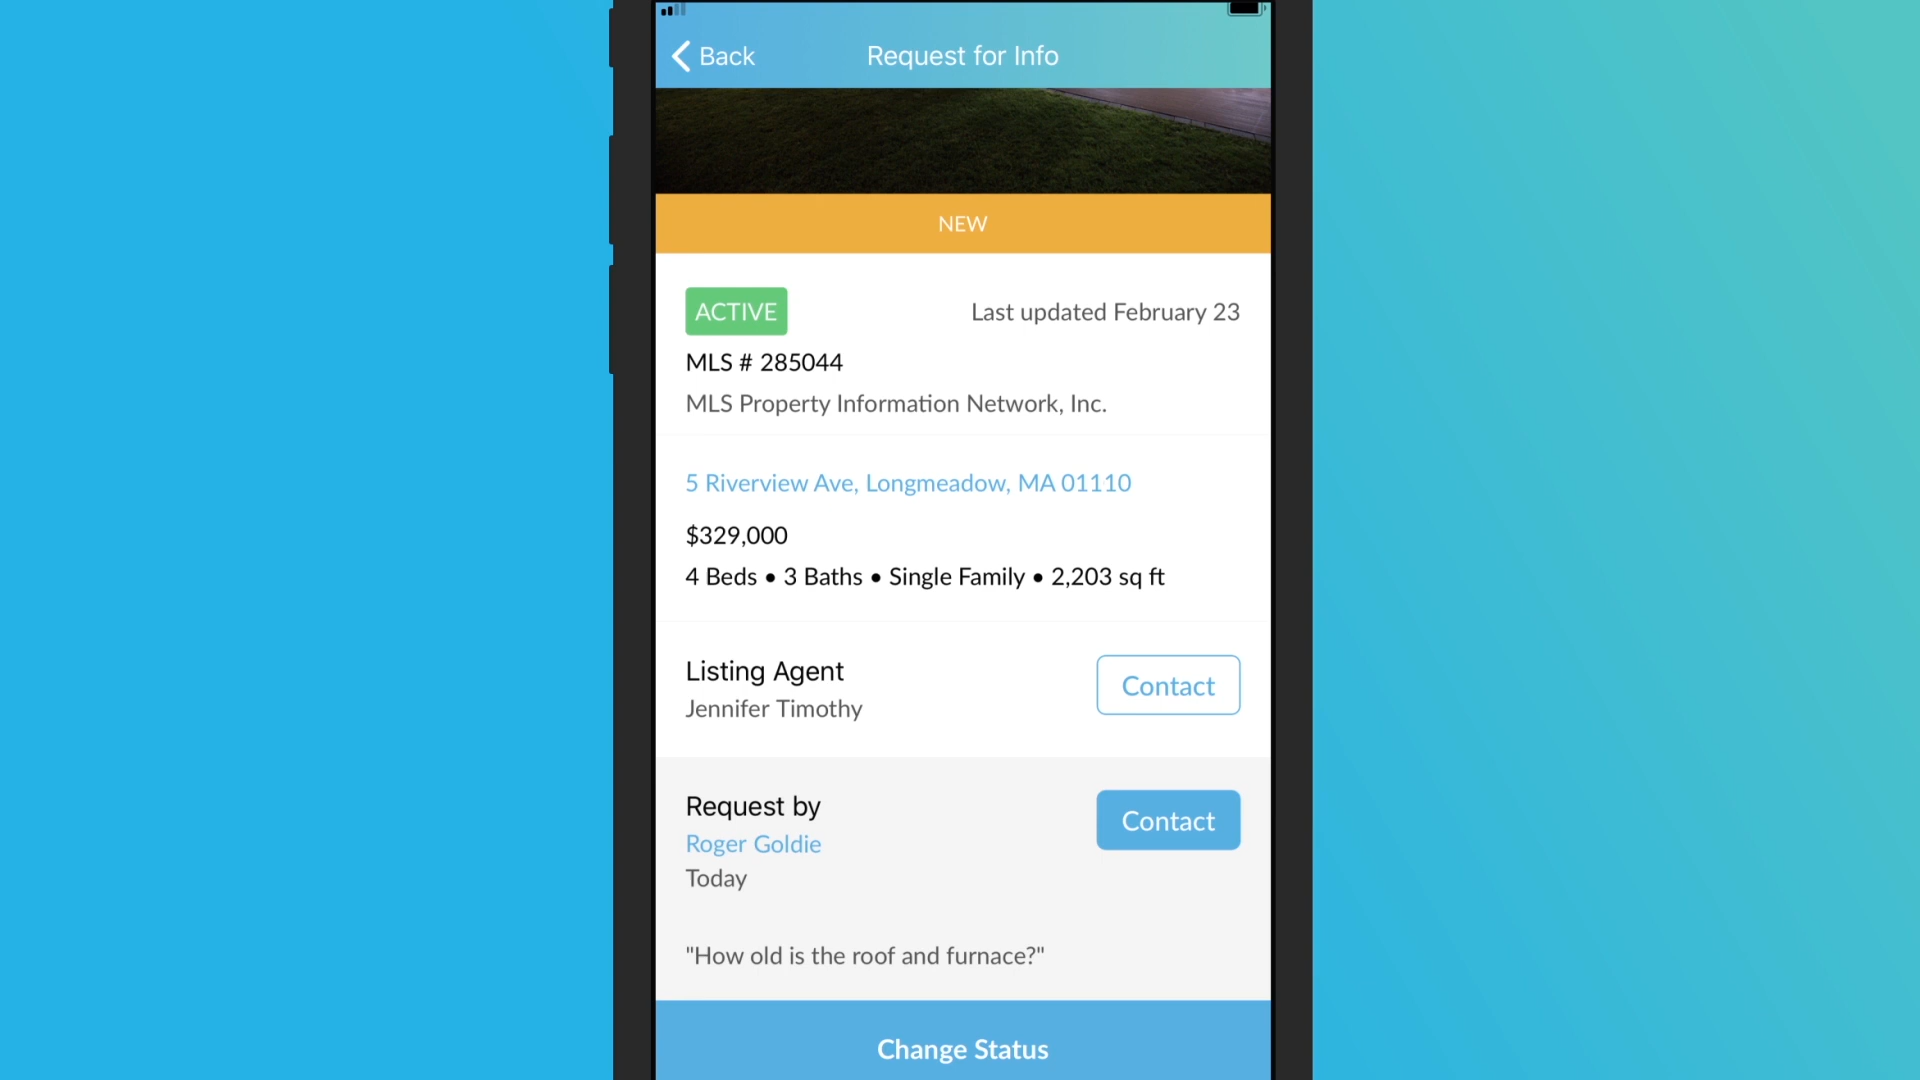 Back
Request for Info
NEW
ACTIVE
Last updated February 23
MLS # 285044
MLS Property Information Network, Inc.
5 Riverview Ave, Longmeadow, MA 01110
$329,000
4 Beds • 3 Baths • Single Family • 2,203 sq ft
Listing Agent
Contact
Jennifer Timothy
Request by
Contact
Roger Goldie
Today
"How old is the roof and furnace?"
Change Status